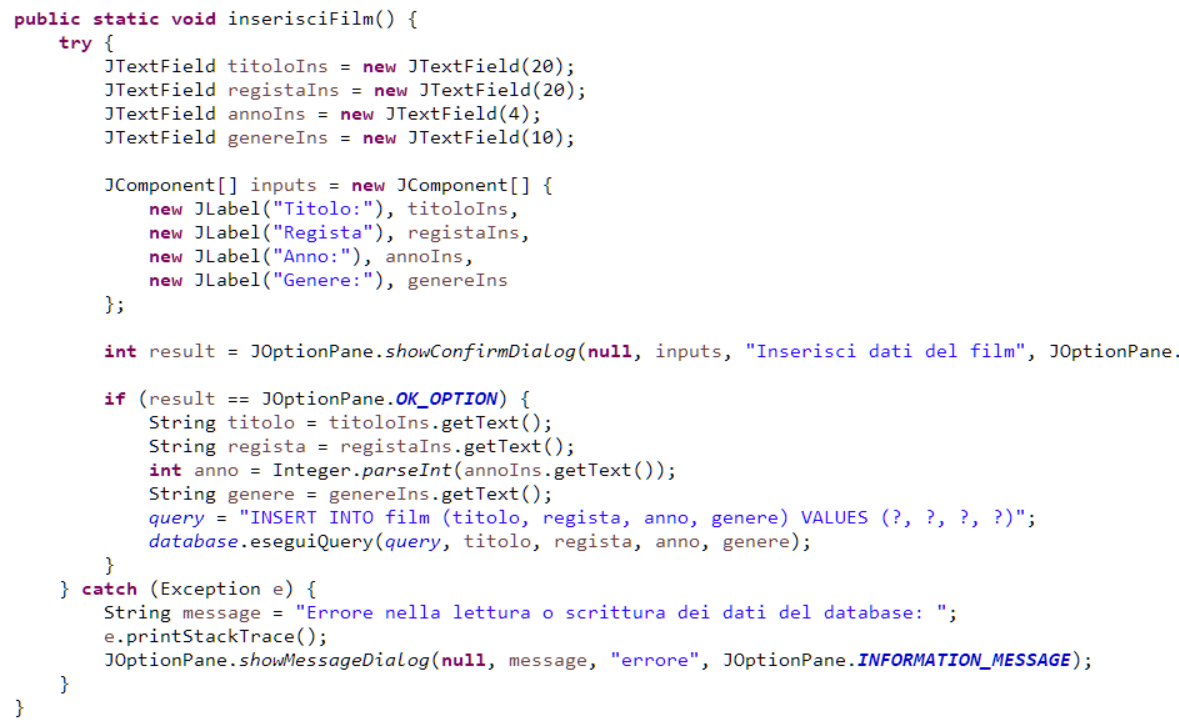 public static void inserisciFilm() {
try {
JTextField titoloIns = new JTextField(20);
JTextField registaIns = new JTextField(20);
JTextField annoIns = new JTextField(4);
JTextField genereIns = new JTextField(10);
JComponent[] inputs = new JComponent[] {
new JLabel("Titolo:"), titoloIns,
new JLabel("Regista"), registaIns,
new JLabel("Anno:"), annoIns,
new JLabel("Genere:"), genereIns
};
int result = JOptionPane.showConfirmDialog(null, inputs, "Inserisci dati del film", JOptionPane.
if (result == JOptionPane.OK_OPTION) {
String titolo = titoloIns.getText();
String regista = registaIns.getText();
int anno = Integer.parseInt(annoIns.getText());
String genere = genereIns.getText();
query = "INSERT INTO film (titolo, regista, anno, genere) VALUES (?, ?, ?, ?)";
database.eseguiQuery(query, titolo, regista, anno, genere);
}
} catch (Exception e) {
String message = "Errore nella lettura o scrittura dei dati del database: ";
e.printStackTrace();
JOptionPane.showMessageDialog(null, message, "errore", JOptionPane.INFORMATION_MESSAGE);
}
}